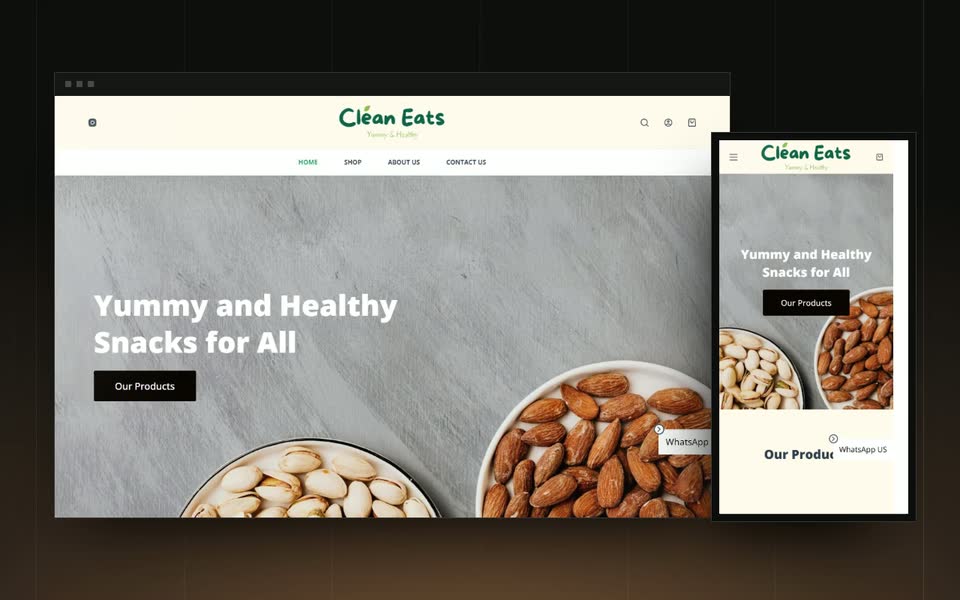 Clean Eats
Yummy & Healthy
HOME SHOP ABOUT US CONTACT US
Yummy and Healthy
Snacks for All
Our Products
WhatsApp
Clean Eats
Yummy & Healthy
Yummy and Healthy
Snacks for All
Our Products
Our Produc
WhatsApp US